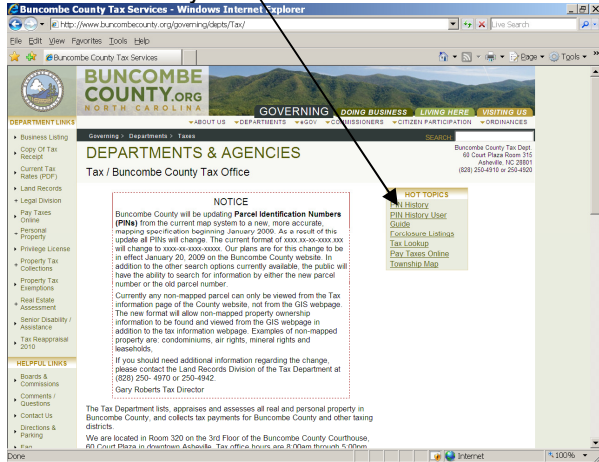 Buncombe County Tax Services - Windows Internet Explorer
http://www.buncombecounty.org/governing/depts/Tax/
Live Search
File Edit View Favorites Tools Help
Buncombe County Tax Services
Page Tools
BUNCOMBE
COUNTY.ORG
NORTH CAROLINA
GOVERNING DOING BUSINESS LIVING HERE VISITING US
DEPARTMENT LINKS
ABOUT US DEPARTMENTS eGOV COMMISSIONERS CITIZEN PARTICIPATION ORDINANCES
Business Listing
Copy Of Tax
Receipt
Current Tax
Rates (PDF)
Land Records
Legal Division
Pay Taxes
Online
Personal
Property
Privilege License
Property Tax
Collections
Property Tax
Exemptions
Real Estate
Assessment
Senior Disability /
Assistance
Tax Reappraisal
2010
HELPFUL LINKS
Boards &
Commissions
Comments /
Questions
Contact Us
Directions &
Parking
Faq
Governing > Departments > Taxes
SEARCH
DEPARTMENTS & AGENCIES
Tax / Buncombe County Tax Office
Buncombe County Tax Dept.
60 Court Plaza Room 315
Asheville, NC 28801
(828) 250-4910 or 250-4920
NOTICE
Buncombe County will be updating Parcel Identification Numbers
(PINs) from the current map system to a new, more accurate,
mapping specification beginning January 2009. As a result of this
update all PINs will change. The current format of xxxx.xx-xx-xxxx.xxx
will change to xxxx-xx-xxxx-xxxxx. Our plans are for this change to be
in effect January 20, 2009 on the Buncombe County website. In
addition to the other search options currently available, the public will
have the ability to search for information by either the new parcel
number or the old parcel number.
Currently any non-mapped parcel can only be viewed from the Tax
information page of the County website, not from the GIS webpage.
The new format will allow non-mapped property ownership
information to be found and viewed from the GIS webpage in
addition to the tax information webpage. Examples of non-mapped
property are: condominiums, air rights, mineral rights and
leaseholds,
If you should need additional information regarding the change,
please contact the Land Records Division of the Tax Department at
(828) 250- 4970 or 250-4942.
Gary Roberts Tax Director
HOT TOPICS
PIN History
PIN History User
Guide
Foreclosure Listings
Tax Lookup
Pay Taxes Online
Township Map
The Tax Department lists, appraises and assesses all real and personal property in
Buncombe County, and collects tax payments for Buncombe County and other taxing
districts.
We are located in Room 320 on the 3rd Floor of the Buncombe County Courthouse,
60 Court Plaza in downtown Asheville. Tax office hours are 8:00am through 5:00pm
Done
Internet
100%